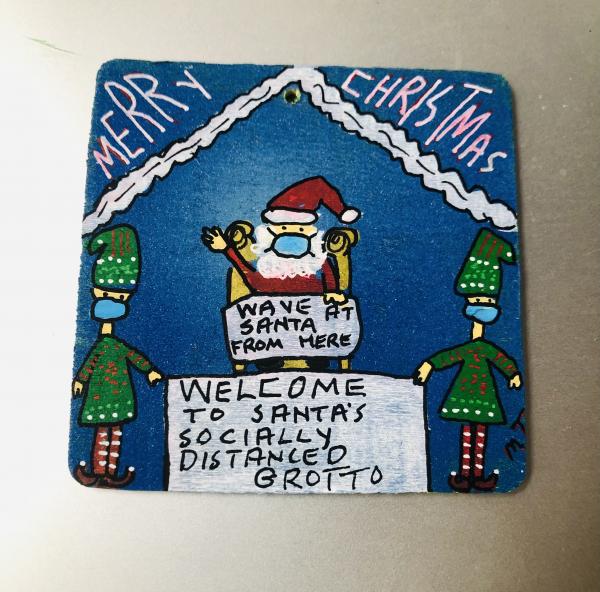 MERRY CHRISTMAS
WAVE AT
SANTA
FROM HERE
WELCOME
TO SANTA'S
SOCIALLY
DISTANCED
GROTTO